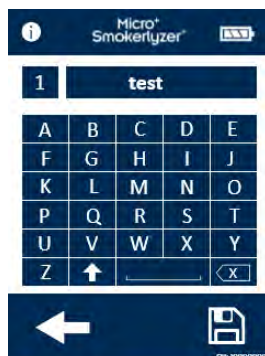 i
Micro+
Smokerlyzer®
1 test
A B C D E
F G H I J
K L M N O
P Q R S T
U V W X Y
Z X